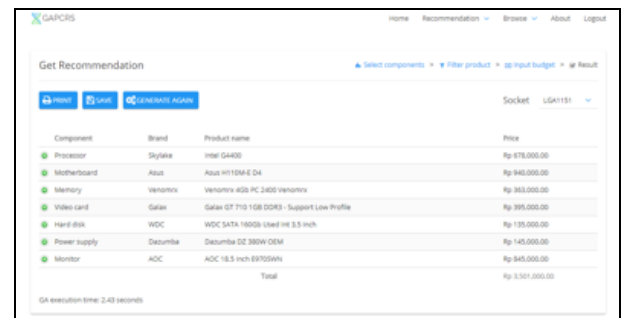 GAPCRS Home Recommendation Browse About Logout
Get Recommendation Select components > Filter product > Input budget > Result
PRINT SAVE GENERATE AGAIN Socket LGA1151
Component Brand Product name Price
Processor Skylake Intel G4400 Rp 678,000.00
Motherboard Asus Asus H110M-E D4 Rp 940,000.00
Memory Venomrx Venomrx 4Gb PC 2400 Venomrx Rp 363,000.00
Video card Galax Galax GT 710 1GB DDR3 - Support Low Profile Rp 395,000.00
Hard disk WDC WDC SATA 160Gb Used Int 3,5 Inch Rp 135,000.00
Power supply Dazumba Dazumba DZ 380W OEM Rp 145,000.00
Monitor AOC AOC 18.5 Inch E970SWN Rp 845,000.00
Total Rp 3,501,000.00
GA execution time: 2.43 seconds